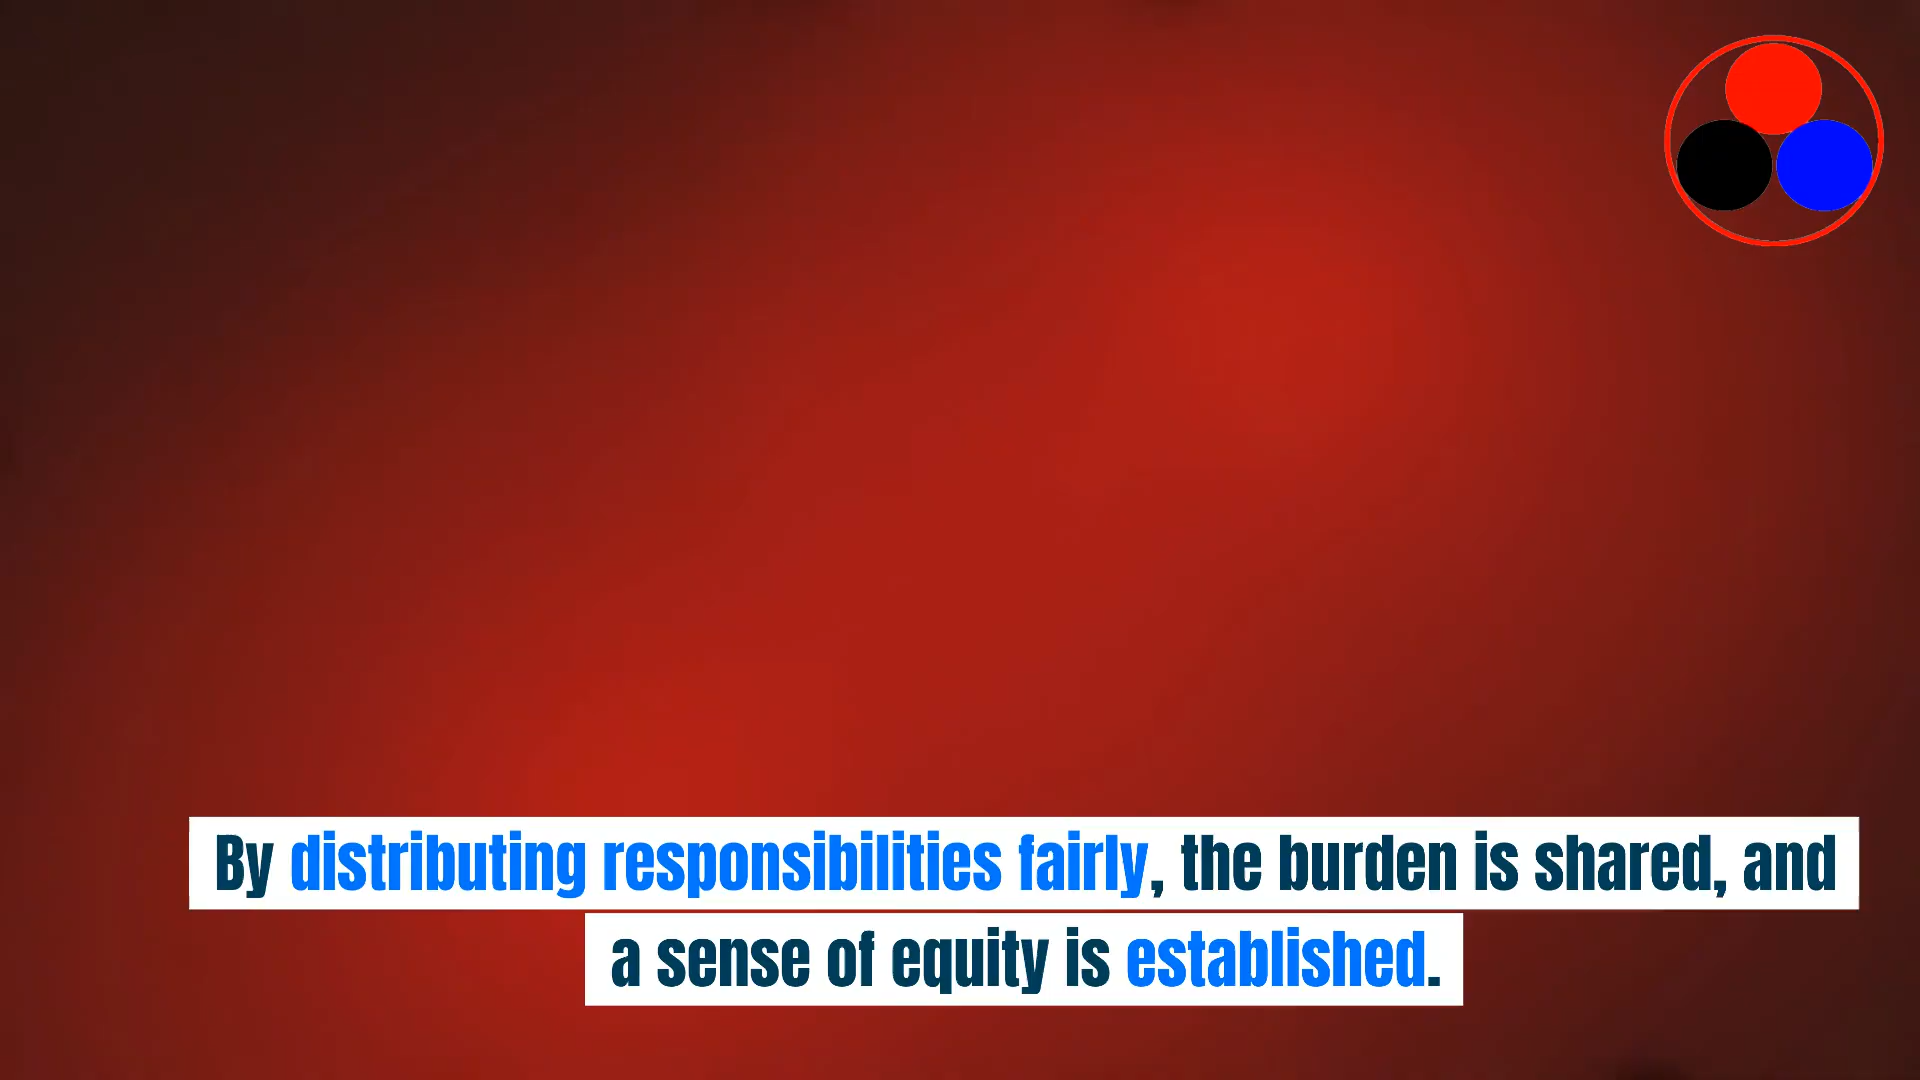 By distributing responsibilities fairly, the burden is shared, and
a sense of equity is established.